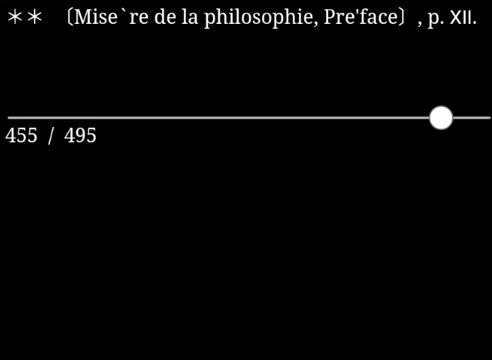 ＊＊ 〔Mise`re de la philosophie, Pre'face〕, p. Ⅻ.
455 / 495